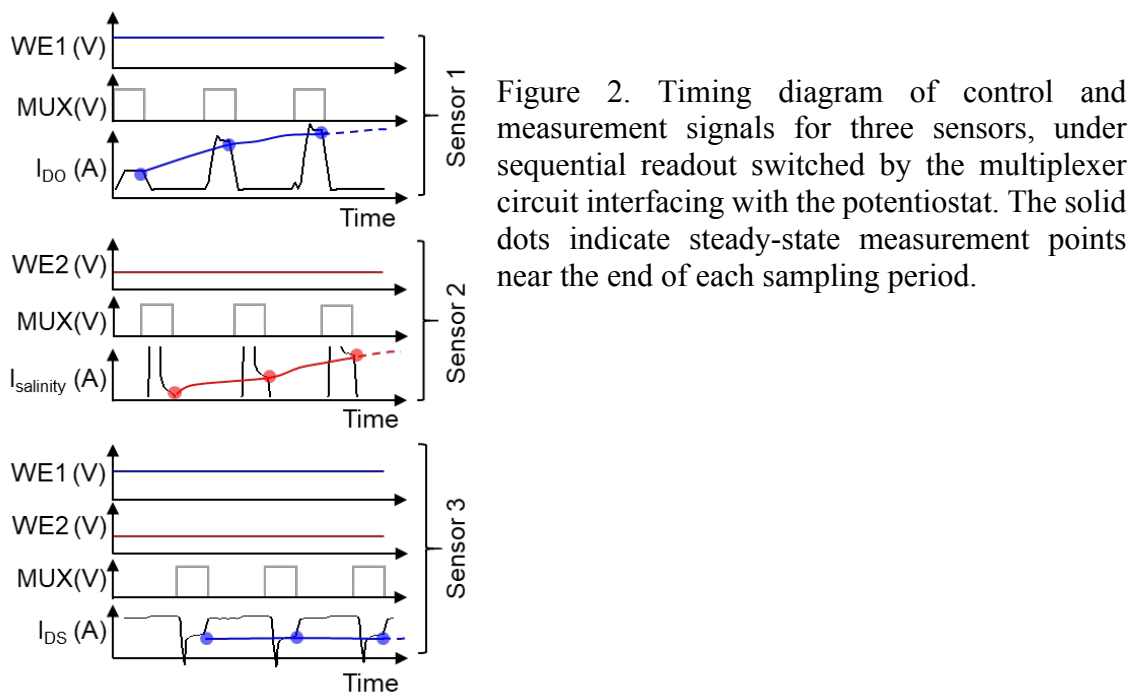 WE1 (V)
MUX(V)
I_DO (A)
Time
Sensor 1
WE2 (V)
MUX(V)
I_salinity (A)
Time
Sensor 2
WE1 (V)
WE2 (V)
MUX(V)
I_DS (A)
Time
Sensor 3
Figure 2. Timing diagram of control and
measurement signals for three sensors, under
sequential readout switched by the multiplexer
circuit interfacing with the potentiostat. The solid
dots indicate steady-state measurement points
near the end of each sampling period.